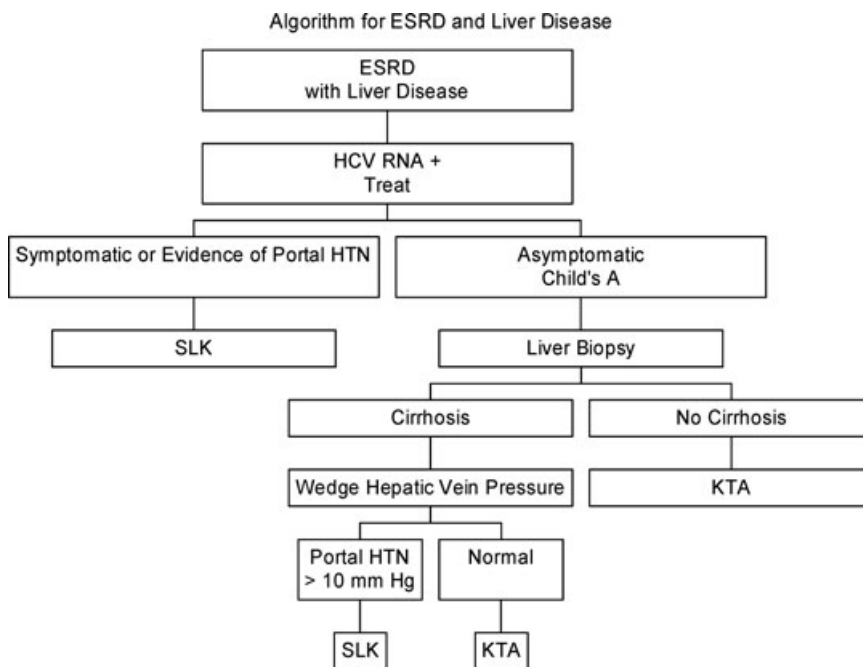 Algorithm for ESRD and Liver Disease
ESRD
with Liver Disease
HCV RNA +
Treat
Symptomatic or Evidence of Portal HTN
Asymptomatic
Child's A
SLK
Liver Biopsy
Cirrhosis
No Cirrhosis
Wedge Hepatic Vein Pressure
KTA
Portal HTN
> 10 mm Hg
Normal
SLK
KTA